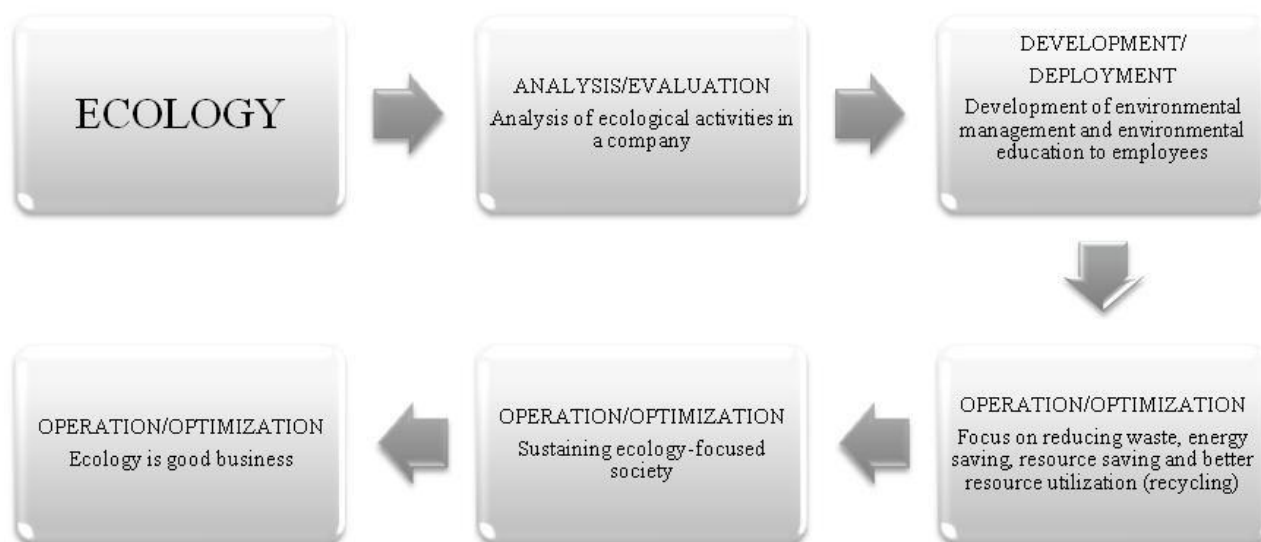 ECOLOGY
ANALYSIS/EVALUATION
Analysis of ecological activities in
a company
DEVELOPMENT/
DEPLOYMENT
Development of environmental
management and environmental
education to employees
OPERATION/OPTIMIZATION
Focus on reducing waste, energy
saving, resource saving and better
resource utilization (recycling)
OPERATION/OPTIMIZATION
Sustaining ecology-focused
society
OPERATION/OPTIMIZATION
Ecology is good business